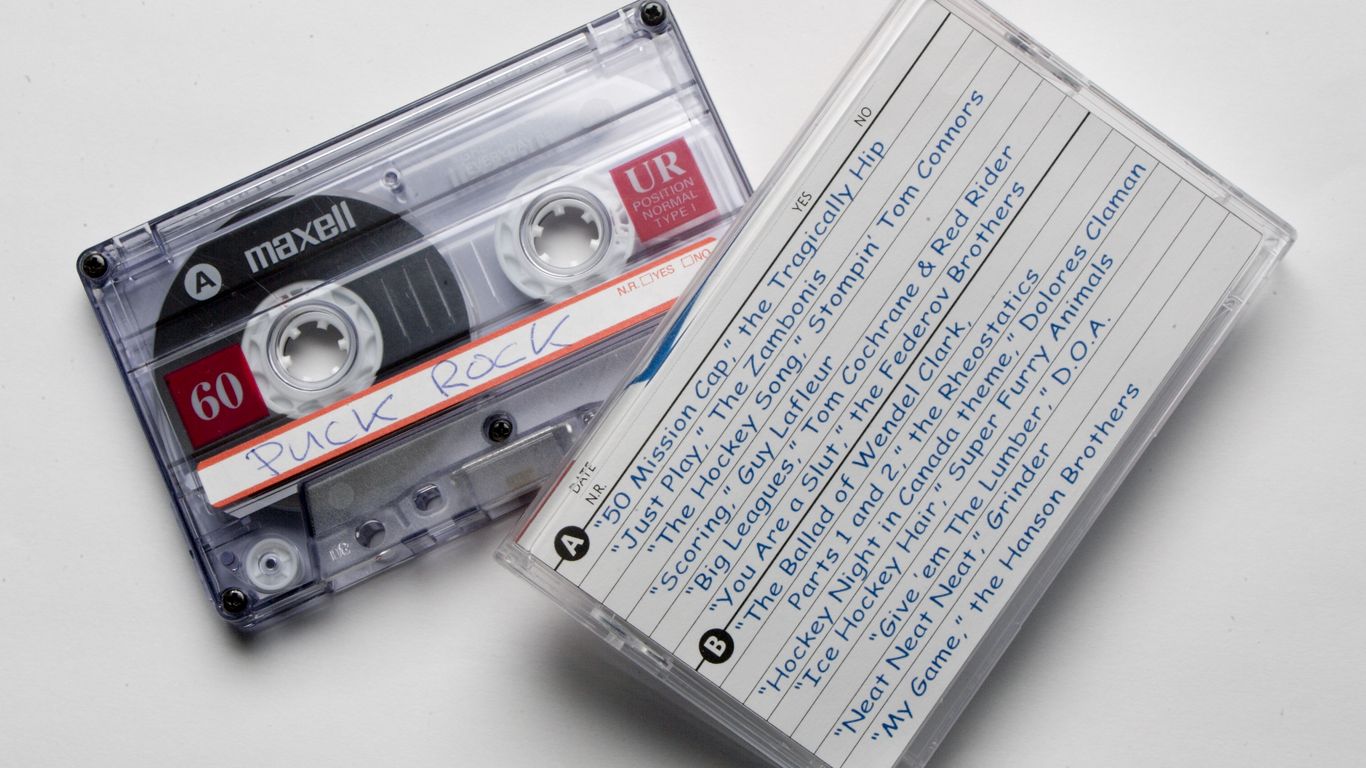 A maxell
UR
POSITION
NORMAL
TYPE I
60
N.R. YES NO
PUCK ROCK
UR
DATE
N.R. YES NO
A
"50 Mission Cap," the Tragically Hip
"Just Play," The Zambonis
"The Hockey Song," Stompin' Tom Connors
"Scoring," Guy Lafleur
"Big Leagues," Tom Cochrane & Red Rider
"You Are a Slut," the Federov Brothers
B
"The Ballad of Wendel Clark,
Parts 1 and 2," the Rheostatics
"Hockey Night in Canada theme," Dolores Claman
"Ice Hockey Hair," Super Furry Animals
"Give 'em The Lumber," D.O.A.
"Neat Neat Neat," Grinder
"My Game," the Hanson Brothers